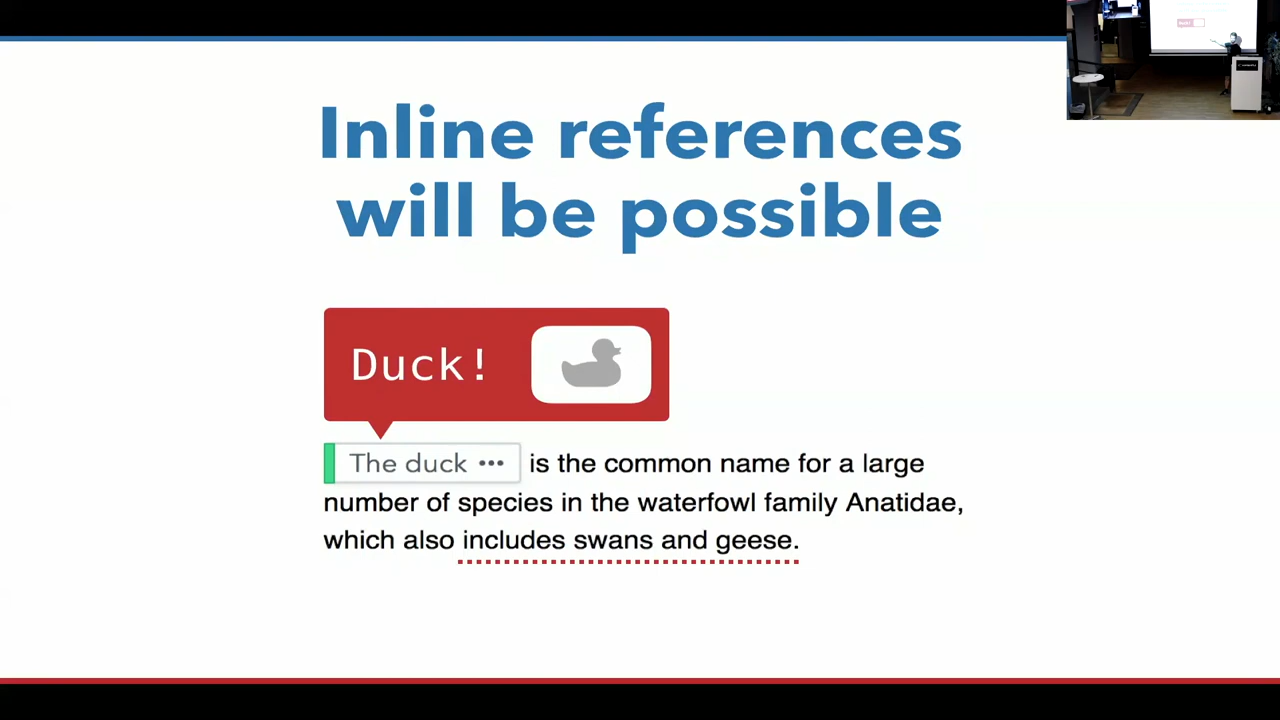 Inline references
will be possible
Duck!
The duck ••• is the common name for a large
number of species in the waterfowl family Anatidae,
which also includes swans and geese.